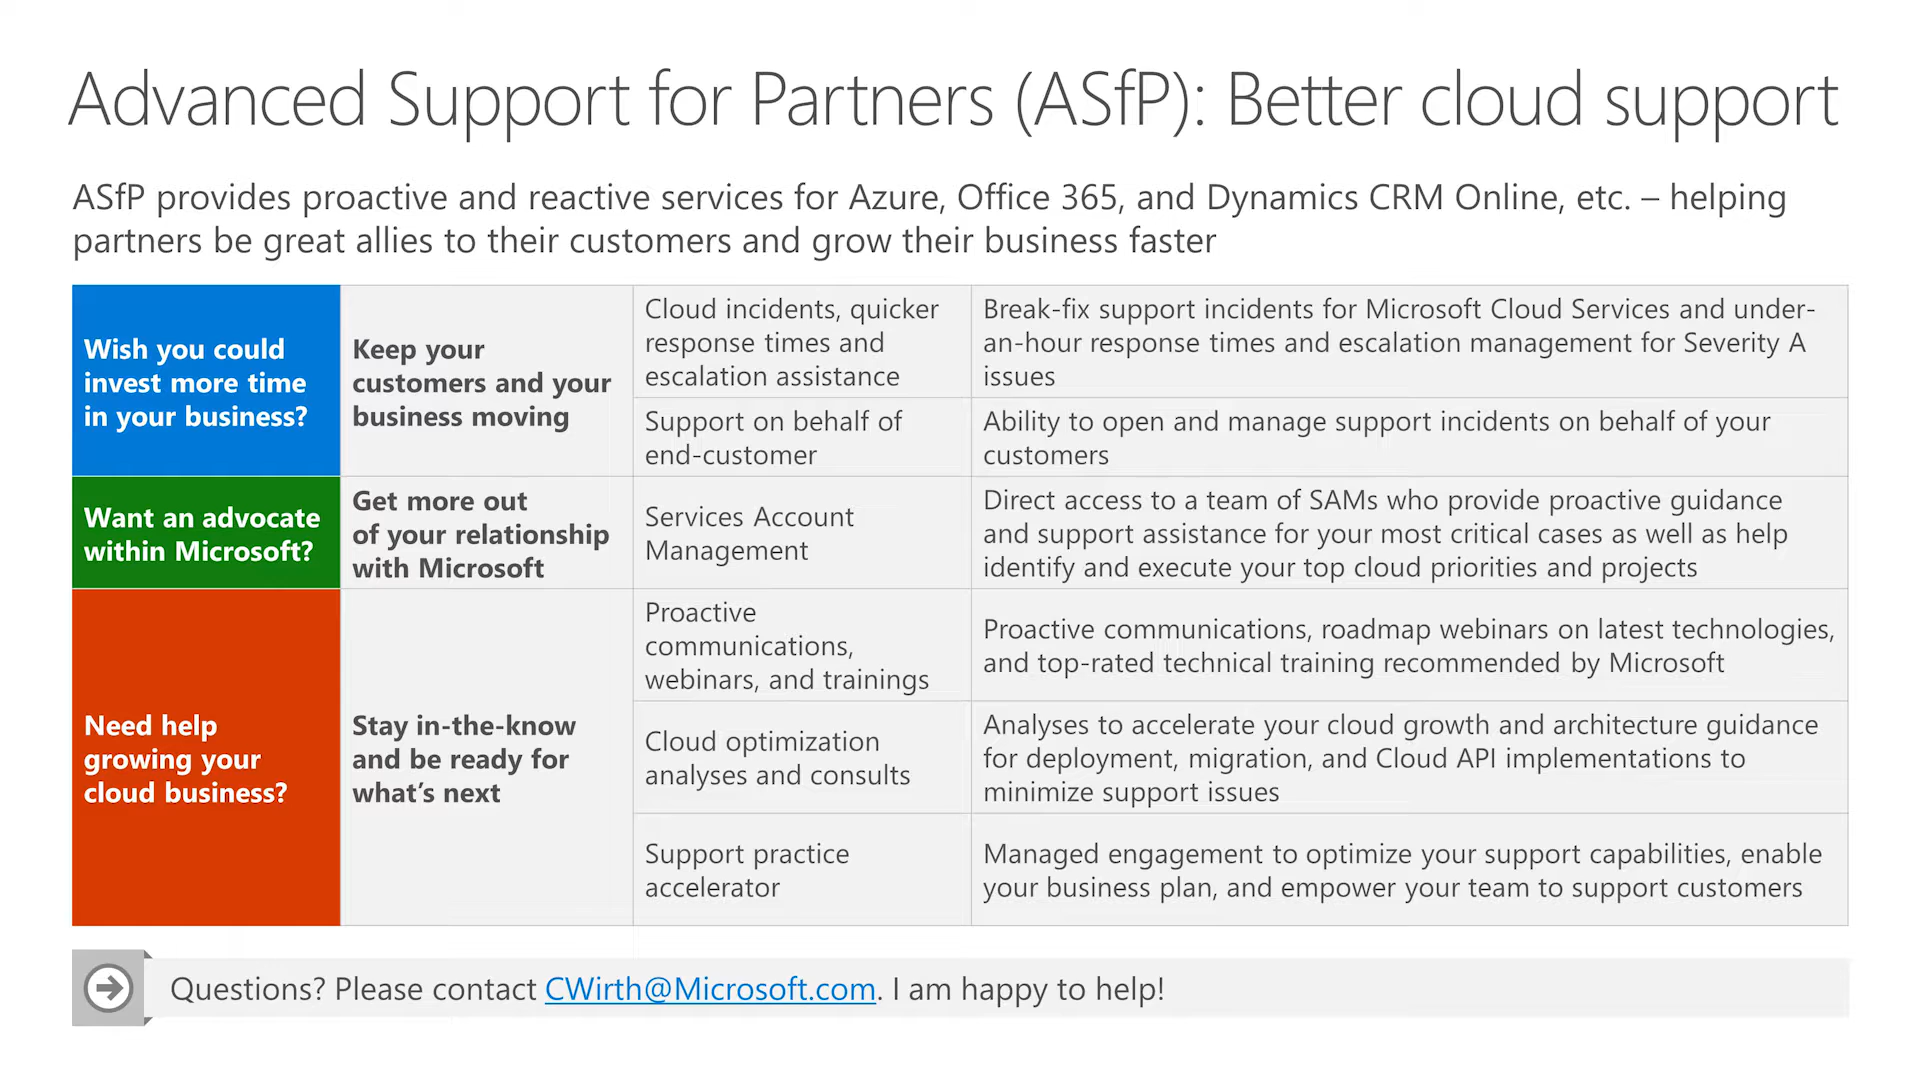 Advanced Support for Partners (ASfP): Better cloud support
ASfP provides proactive and reactive services for Azure, Office 365, and Dynamics CRM Online, etc. – helping
partners be great allies to their customers and grow their business faster
Wish you could
invest more time
in your business?
Keep your
customers and your
business moving
Cloud incidents, quicker
response times and
escalation assistance
Break-fix support incidents for Microsoft Cloud Services and under-
an-hour response times and escalation management for Severity A
issues
Support on behalf of
end-customer
Ability to open and manage support incidents on behalf of your
customers
Want an advocate
within Microsoft?
Get more out
of your relationship
with Microsoft
Services Account
Management
Direct access to a team of SAMs who provide proactive guidance
and support assistance for your most critical cases as well as help
identify and execute your top cloud priorities and projects
Need help
growing your
cloud business?
Stay in-the-know
and be ready for
what’s next
Proactive
communications,
webinars, and trainings
Proactive communications, roadmap webinars on latest technologies,
and top-rated technical training recommended by Microsoft
Cloud optimization
analyses and consults
Analyses to accelerate your cloud growth and architecture guidance
for deployment, migration, and Cloud API implementations to
minimize support issues
Support practice
accelerator
Managed engagement to optimize your support capabilities, enable
your business plan, and empower your team to support customers
Questions? Please contact CWirth@Microsoft.com. I am happy to help!